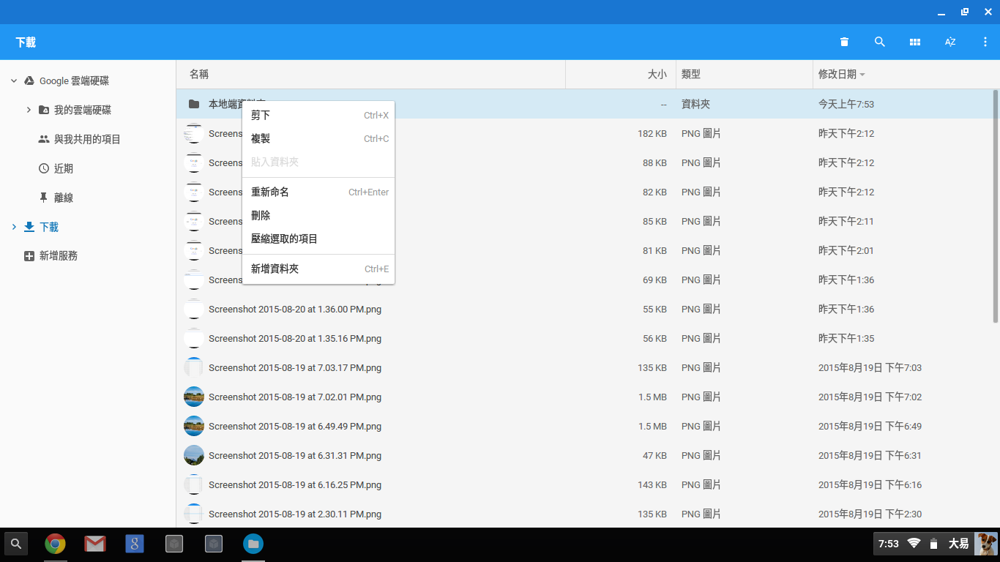 下載
Google 雲端硬碟
我的雲端硬碟
與我共用的項目
近期
離線
下載
新增服務
名稱 大小 類型 修改日期
本地端資料夾 -- 資料夾 今天上午7:53
Screens 182 KB PNG 圖片 昨天下午2:12
Screens 88 KB PNG 圖片 昨天下午2:12
Screens 82 KB PNG 圖片 昨天下午2:12
Screens 85 KB PNG 圖片 昨天下午2:11
Screens 81 KB PNG 圖片 昨天下午2:01
Screens 69 KB PNG 圖片 昨天下午1:36
Screenshot 2015-08-20 at 1.36.00 PM.png 55 KB PNG 圖片 昨天下午1:36
Screenshot 2015-08-20 at 1.35.16 PM.png 56 KB PNG 圖片 昨天下午1:35
Screenshot 2015-08-19 at 7.03.17 PM.png 135 KB PNG 圖片 2015年8月19日 下午7:03
Screenshot 2015-08-19 at 7.02.01 PM.png 1.5 MB PNG 圖片 2015年8月19日 下午7:02
Screenshot 2015-08-19 at 6.49.49 PM.png 1.5 MB PNG 圖片 2015年8月19日 下午6:49
Screenshot 2015-08-19 at 6.31.31 PM.png 47 KB PNG 圖片 2015年8月19日 下午6:31
Screenshot 2015-08-19 at 6.16.25 PM.png 143 KB PNG 圖片 2015年8月19日 下午6:16
Screenshot 2015-08-19 at 2.30.11 PM.png 135 KB PNG 圖片 2015年8月19日 下午2:30
剪下 Ctrl+X
複製 Ctrl+C
貼入資料夾
重新命名 Ctrl+Enter
刪除
壓縮選取的項目
新增資料夾 Ctrl+E
7:53 大易